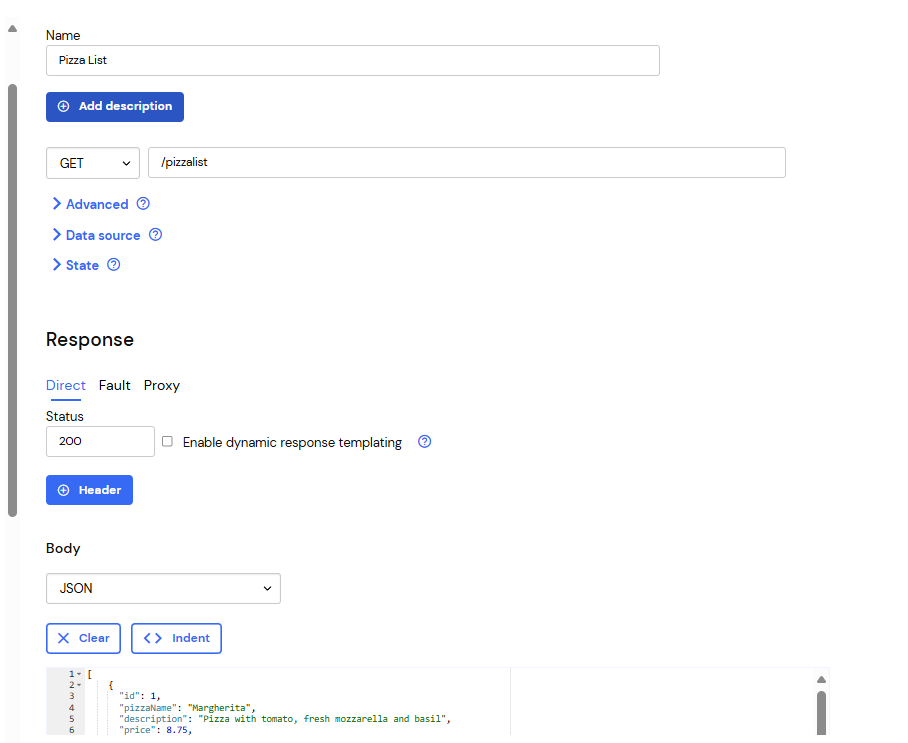 Name
Pizza List
Add description
GET /pizzalist
Advanced
Data source
State
Response
Direct Fault Proxy
Status
200 Enable dynamic response templating
Header
Body
JSON
Clear Indent
1 [
2 {
3 "id": 1,
4 "pizzaName": "Margherita",
5 "description": "Pizza with tomato, fresh mozzarella and basil",
6 "price": 8.75,